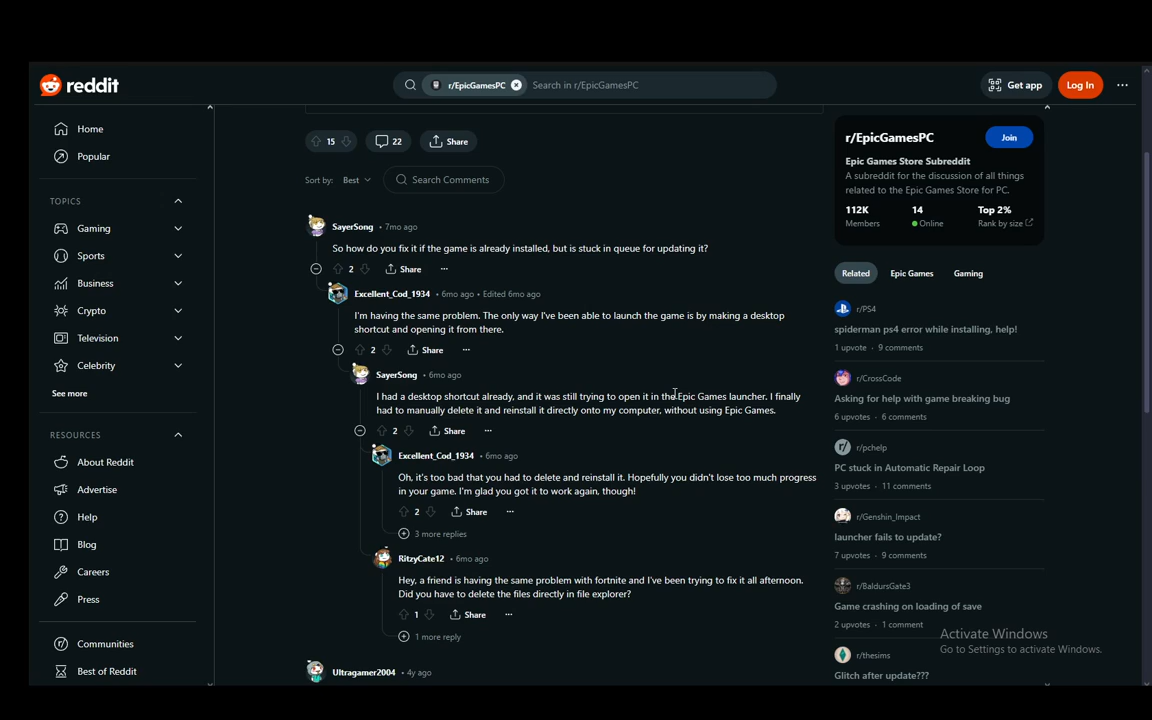 reddit
r/EpicGamesPC
Search in r/EpicGamesPC
Get app
Log In
Home
Popular
TOPICS
Gaming
Sports
Business
Crypto
Television
Celebrity
See more
RESOURCES
About Reddit
Advertise
Help
Blog
Careers
Press
Communities
Best of Reddit
15
22
Share
Sort by: Best
Search Comments
SayerSong • 7mo ago
So how do you fix it if the game is already installed, but is stuck in queue for updating it?
2 Share
Excellent_Cod_1934 • 6mo ago • Edited 6mo ago
I'm having the same problem. The only way I've been able to launch the game is by making a desktop
shortcut and opening it from there.
2 Share
SayerSong • 6mo ago
I had a desktop shortcut already, and it was still trying to open it in the Epic Games launcher. I finally
had to manually delete it and reinstall it directly onto my computer, without using Epic Games.
2 Share
Excellent_Cod_1934 • 6mo ago
Oh, it's too bad that you had to delete and reinstall it. Hopefully you didn't lose too much progress
in your game. I'm glad you got it to work again, though!
2 Share
3 more replies
RitzyCate12 • 6mo ago
Hey, a friend is having the same problem with fortnite and I've been trying to fix it all afternoon.
Did you have to delete the files directly in file explorer?
1 Share
1 more reply
Ultragamer2004 • 4y ago
r/EpicGamesPC
Join
Epic Games Store Subreddit
A subreddit for the discussion of all things
related to the Epic Games Store for PC.
112K 14 Top 2%
Members Online Rank by size
Related Epic Games Gaming
r/PS4
spiderman ps4 error while installing, help!
1 upvote · 9 comments
r/CrossCode
Asking for help with game breaking bug
6 upvotes · 6 comments
r/pchelp
PC stuck in Automatic Repair Loop
3 upvotes · 11 comments
r/Genshin_Impact
launcher fails to update?
7 upvotes · 9 comments
r/BaldursGate3
Game crashing on loading of save
2 upvotes · 1 comment
r/thesims
Glitch after update???
Activate Windows
Go to Settings to activate Windows.